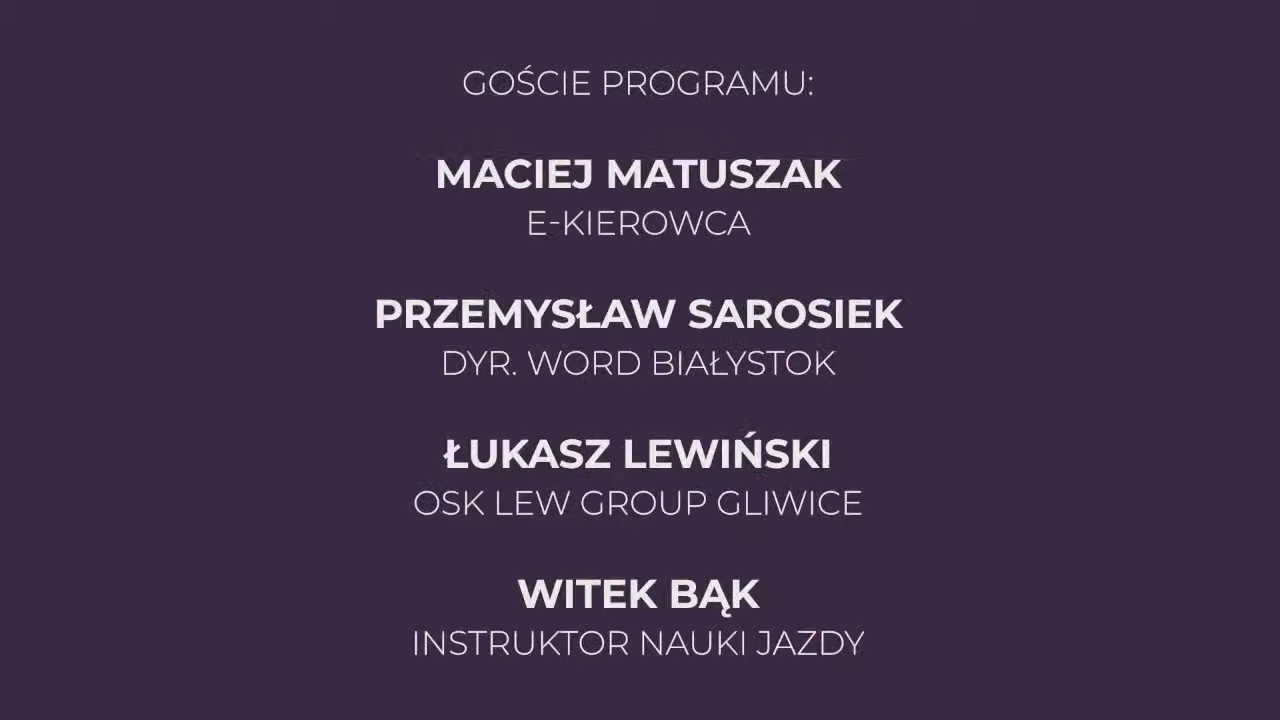 GOŚCIE PROGRAMU:
MACIEJ MATUSZAK
E-KIEROWCA
PRZEMYSŁAW SAROSIEK
DYR. WORD BIAŁYSTOK
ŁUKASZ LEWIŃSKI
OSK LEW GROUP GLIWICE
WITEK BĄK
INSTRUKTOR NAUKI JAZDY